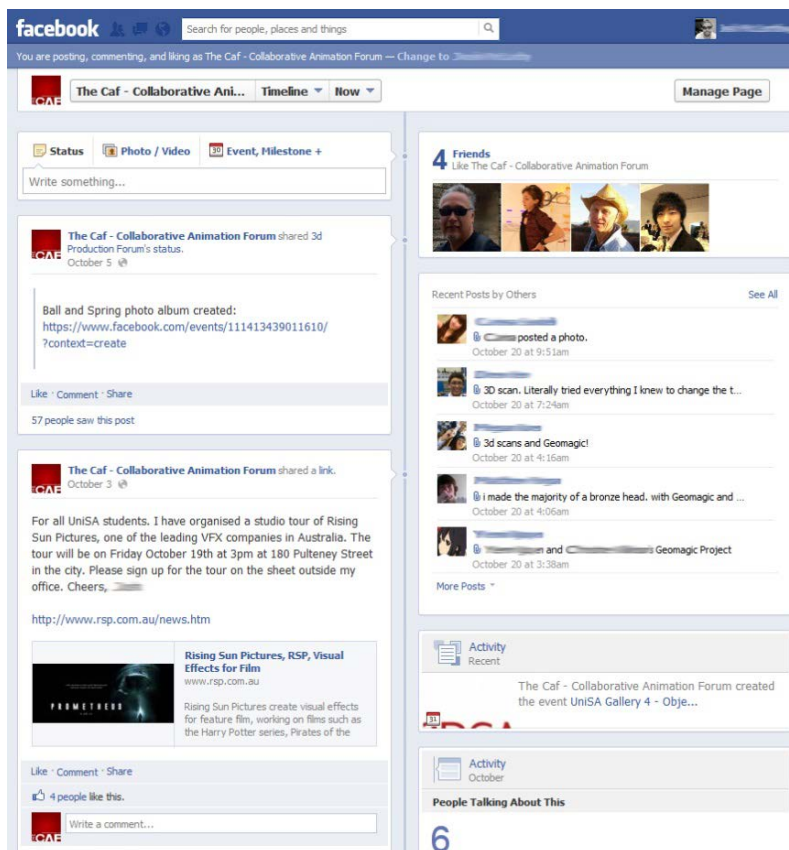 facebook
Search for people, places and things
You are posting, commenting, and liking as The Caf - Collaborative Animation Forum — Change to
CAF
The Caf - Collaborative Ani... Timeline Now
Manage Page
Status Photo / Video 30 Event, Milestone +
Write something...
CAF
The Caf - Collaborative Animation Forum shared 3d
Production Forum's status.
October 5
Ball and Spring photo album created:
https://www.facebook.com/events/111413439011610/
?context=create
Like · Comment · Share
57 people saw this post
CAF
The Caf - Collaborative Animation Forum shared a link.
October 3
For all UniSA students. I have organised a studio tour of Rising
Sun Pictures, one of the leading VFX companies in Australia. The
tour will be on Friday October 19th at 3pm at 180 Pulteney Street
in the city. Please sign up for the tour on the sheet outside my
office. Cheers,
http://www.rsp.com.au/news.htm
PROMETHEUS
Rising Sun Pictures, RSP, Visual
Effects for Film
www.rsp.com.au
Rising Sun Pictures create visual effects
for feature film, working on films such as
the Harry Potter series, Pirates of the
Like · Comment · Share
4 people like this.
CAF
Write a comment...
4 Friends
Like The Caf - Collaborative Animation Forum
Recent Posts by Others
See All
posted a photo.
October 20 at 9:51am
3D scan. Literally tried everything I knew to change the t...
October 20 at 7:24am
3d scans and Geomagic!
October 20 at 4:16am
i made the majority of a bronze head. with Geomagic and ...
October 20 at 4:06am
and Geomagic Project
October 20 at 3:38am
More Posts
Activity
Recent
The Caf - Collaborative Animation Forum created
the event UniSA Gallery 4 - Obje...
31
Activity
October
People Talking About This
6